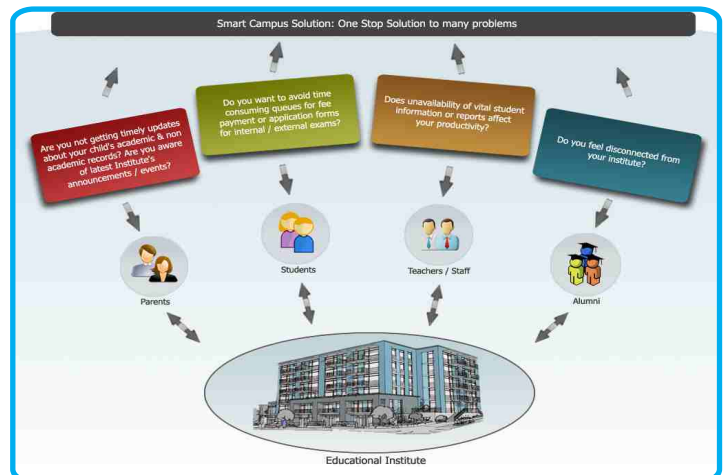 Smart Campus Solution: One Stop Solution to many problems
Are you not getting timely updates
about your child's academic & non
academic records? Are you aware
of latest Institute's
announcements / events?
Do you want to avoid time
consuming queues for fee
payment or application forms
for internal / external exams?
Does unavailability of vital student
information or reports affect
your productivity?
Do you feel disconnected from
your institute?
Parents
Students
Teachers / Staff
Alumni
Educational Institute